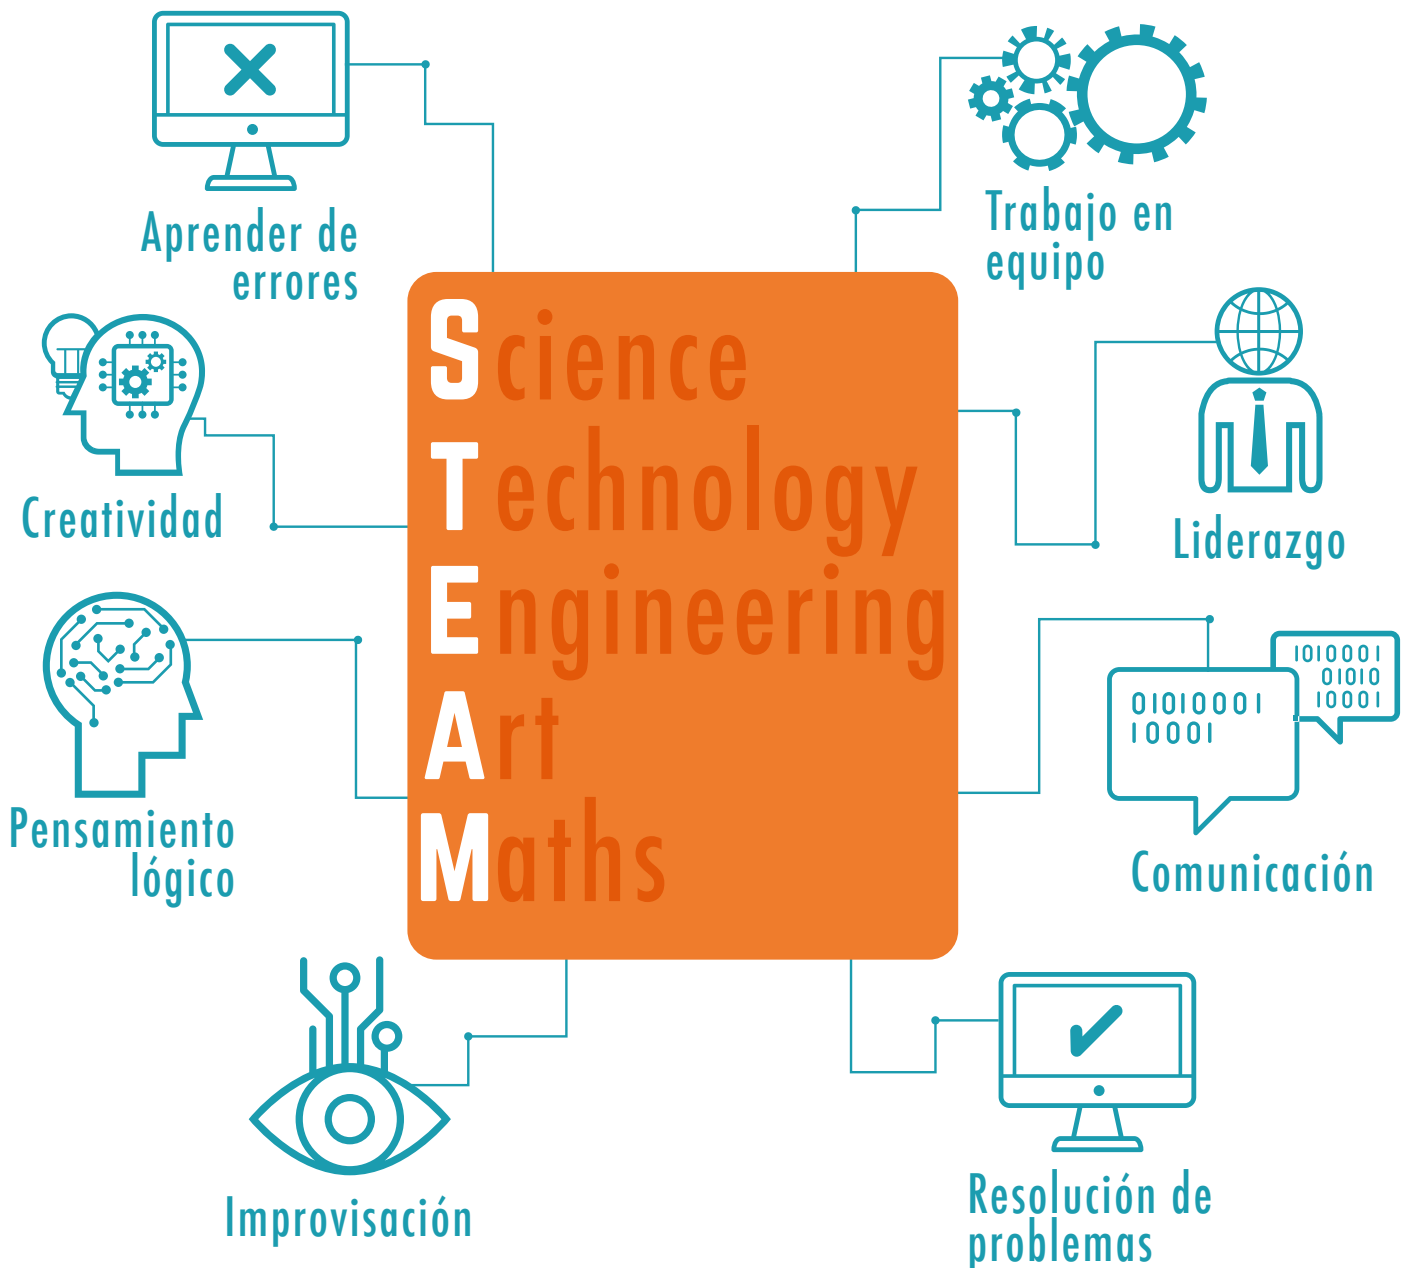 Aprender de
errores
Creatividad
Pensamiento
lógico
Improvisación
Science
Technology
Engineering
Art
Maths
Trabajo en
equipo
Liderazgo
1010001
01010
10001
01010001
10001
Comunicación
Resolución de
problemas